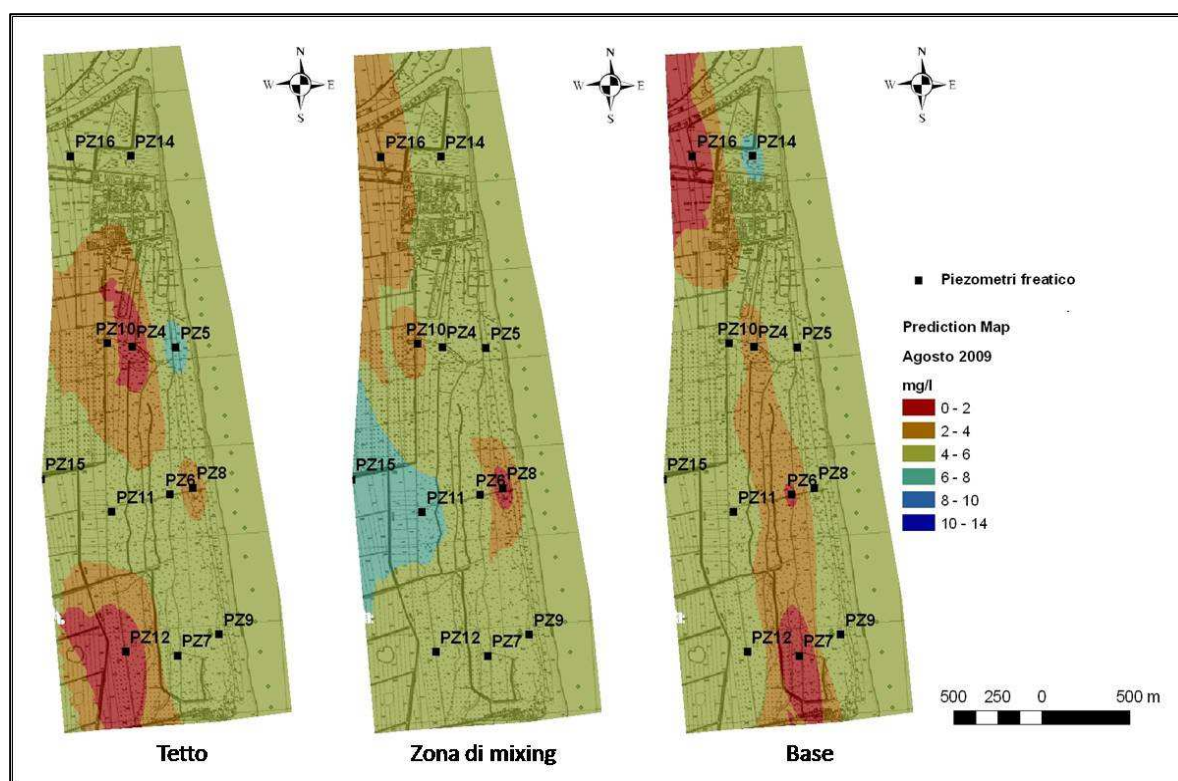 N
W E
S
PZ16
PZ14
PZ10
PZ4
PZ5
PZ15
PZ11
PZ6
PZ8
PZ12
PZ7
PZ9
Tetto
N
W E
S
PZ16
PZ14
PZ10
PZ4
PZ5
PZ15
PZ11
PZ6
PZ8
PZ12
PZ7
PZ9
Zona di mixing
N
W E
S
PZ16
PZ14
PZ10
PZ4
PZ5
PZ15
PZ11
PZ6
PZ8
PZ12
PZ7
PZ9
Base
Piezometri freatico
Prediction Map
Agosto 2009
mg/l
0 - 2
2 - 4
4 - 6
6 - 8
8 - 10
10 - 14
500 250 0 500 m